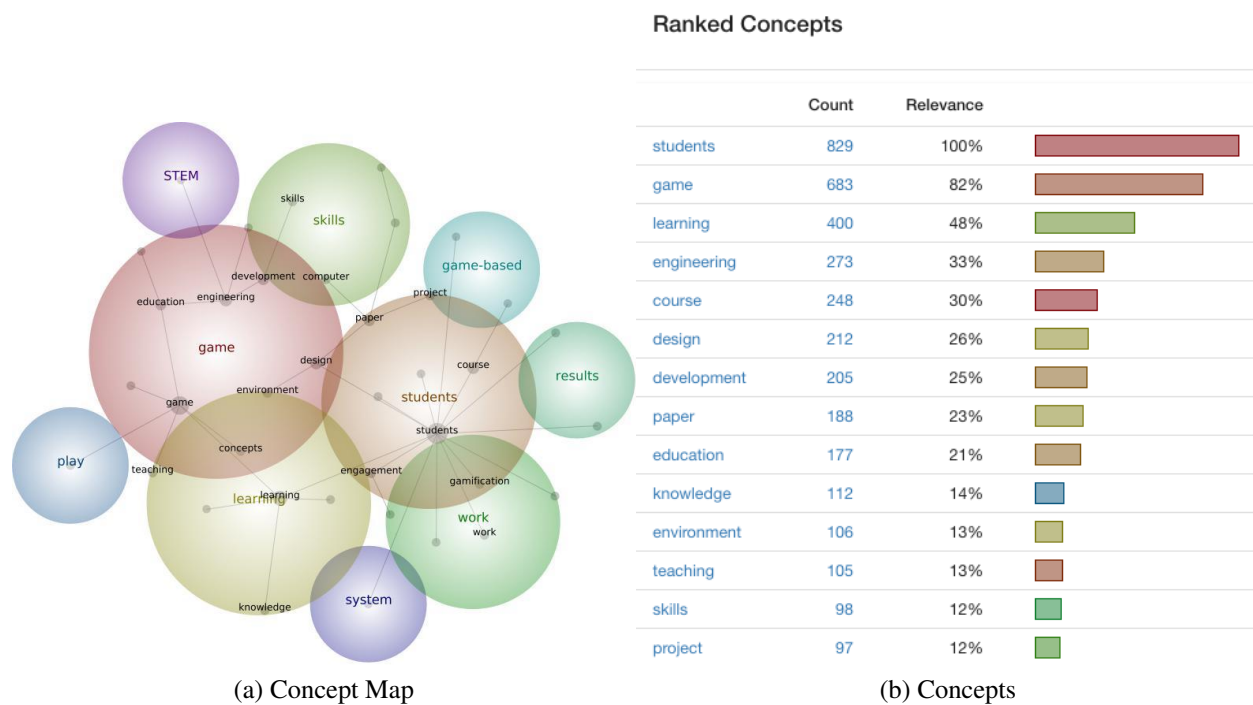 STEM
skills
skills
game-based
development
computer
project
education
engineering
paper
game
design
course
results
environment
students
game
students
concepts
play
teaching
engagement
gamification
learning
learning
work
work
system
knowledge
(a) Concept Map
Ranked Concepts
Count Relevance
students 829 100%
game 683 82%
learning 400 48%
engineering 273 33%
course 248 30%
design 212 26%
development 205 25%
paper 188 23%
education 177 21%
knowledge 112 14%
environment 106 13%
teaching 105 13%
skills 98 12%
project 97 12%
(b) Concepts